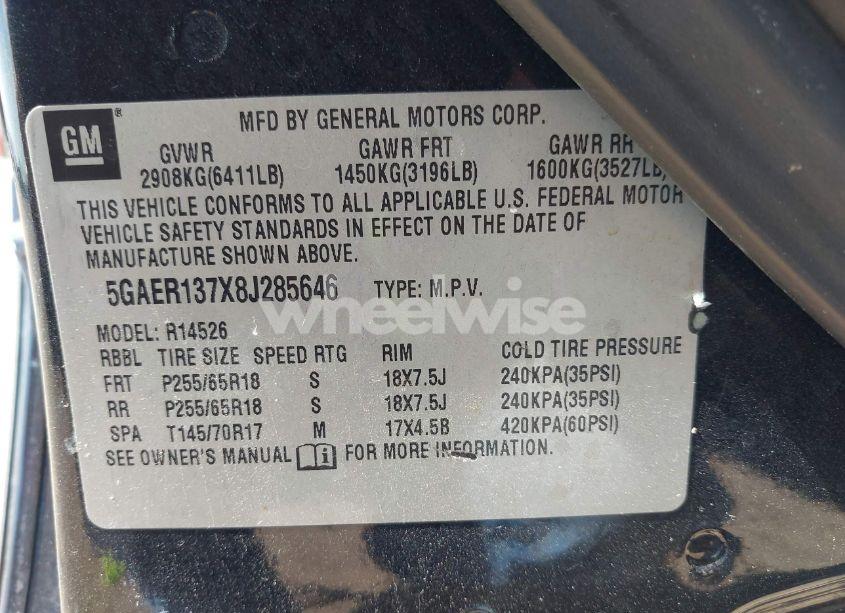 GM ®
MFD BY GENERAL MOTORS CORP.
GVWR GAWR FRT GAWR RR
2908KG(6411LB) 1450KG(3196LB) 1600KG(3527LB)
THIS VEHICLE CONFORMS TO ALL APPLICABLE U.S. FEDERAL MOTOR
VEHICLE SAFETY STANDARDS IN EFFECT ON THE DATE OF
MANUFACTURE SHOWN ABOVE.
5GAER137X8J285646 TYPE: M.P.V.
wheelwise
MODEL: R14526
RBBL TIRE SIZE SPEED RTG RIM COLD TIRE PRESSURE
FRT P255/65R18 S 18X7.5J 240KPA(35PSI)
RR P255/65R18 S 18X7.5J 240KPA(35PSI)
SPA T145/70R17 M 17X4.5B 420KPA(60PSI)
SEE OWNER'S MANUAL FOR MORE INFORMATION.